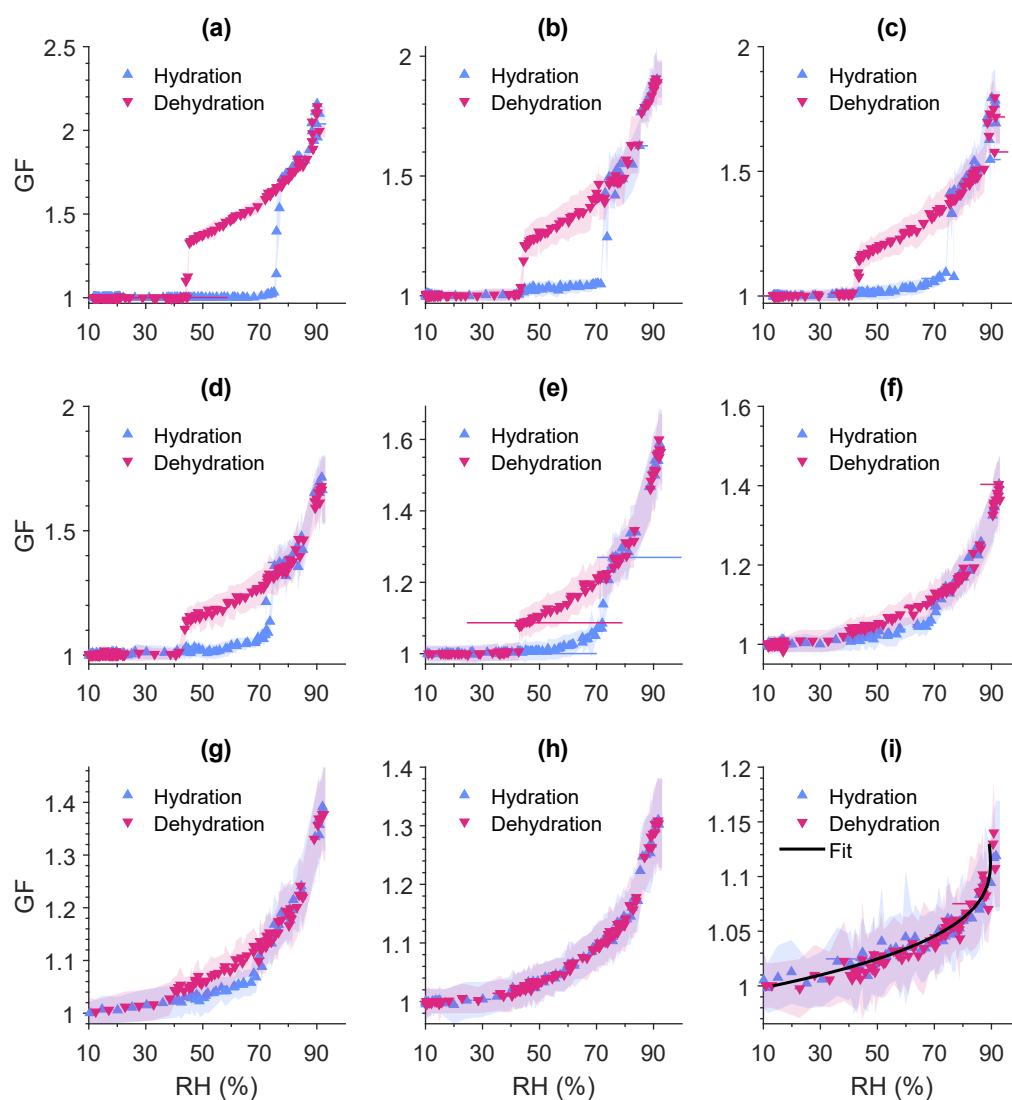 (a)
2.5
2
1.5
1
GF
Hydration
Dehydration
10 30 50 70 90
(b)
2
1.5
1
Hydration
Dehydration
10 30 50 70 90
(c)
2
1.5
1
Hydration
Dehydration
10 30 50 70 90
(d)
2
1.5
1
GF
Hydration
Dehydration
10 30 50 70 90
(e)
1.6
1.4
1.2
1
Hydration
Dehydration
10 30 50 70 90
(f)
1.6
1.4
1.2
1
Hydration
Dehydration
10 30 50 70 90
(g)
1.4
1.3
1.2
1.1
1
GF
Hydration
Dehydration
10 30 50 70 90
RH (%)
(h)
1.4
1.3
1.2
1.1
1
Hydration
Dehydration
10 30 50 70 90
RH (%)
(i)
1.2
1.15
1.1
1.05
1
Hydration
Dehydration
Fit
10 30 50 70 90
RH (%)